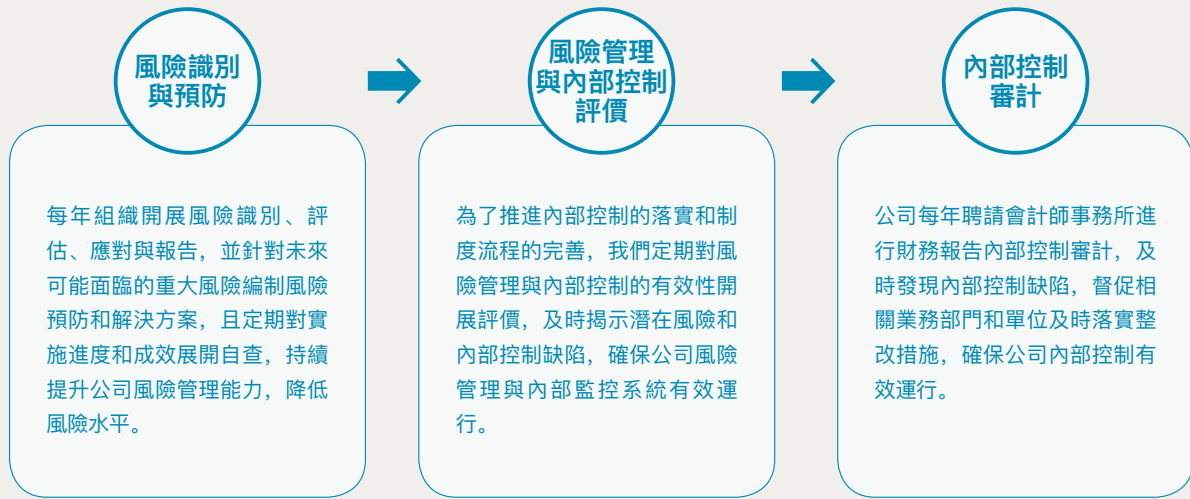 風險識別
與預防
每年組織開展風險識別、評
估、應對與報告，並針對未來
可能面臨的重大風險編制風險
預防和解決方案，且定期對實
施進度和成效展開自查，持續
提升公司風險管理能力，降低
風險水平。
風險管理
與內部控制
評價
為了推進內部控制的落實和制
度流程的完善，我們定期對風
險管理與內部控制的有效性開
展評價，及時揭示潛在風險和
內部控制缺陷，確保公司風險
管理與內部監控系統有效運
行。
內部控制
審計
公司每年聘請會計師事務所進
行財務報告內部控制審計，及
時發現內部控制缺陷，督促相
關業務部門和單位及時落實整
改措施，確保公司內部控制有
效運行。